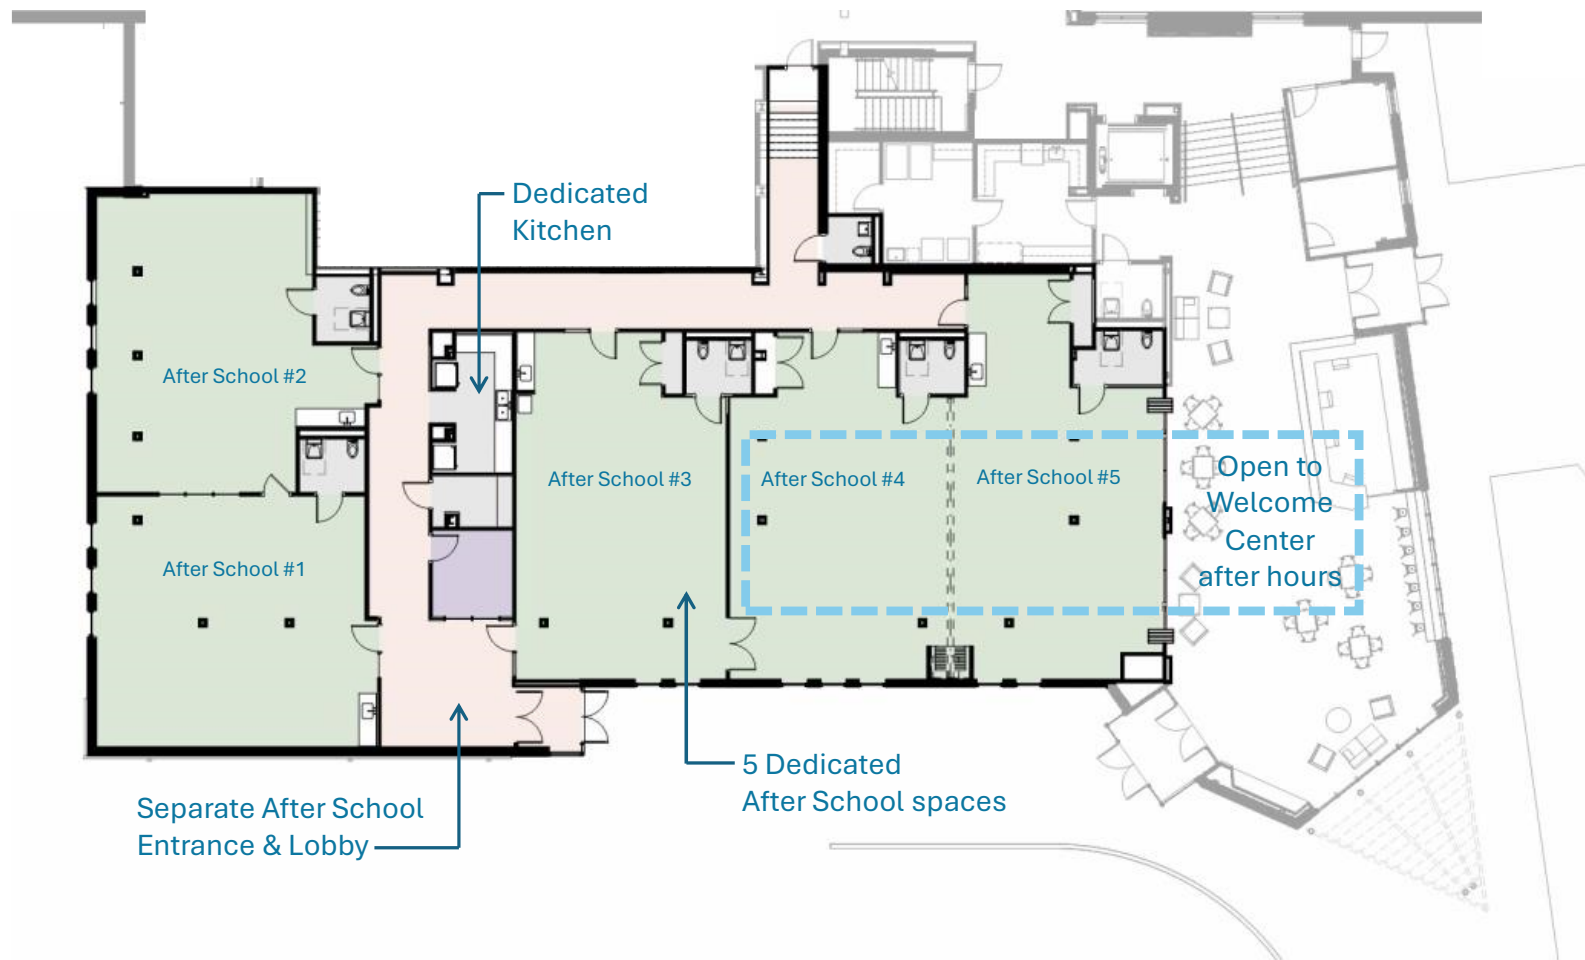 Dedicated
Kitchen
After School #2
After School #3
After School #4
After School #5
Open to
Welcome
Center
after hours
After School #1
5 Dedicated
After School spaces
Separate After School
Entrance & Lobby